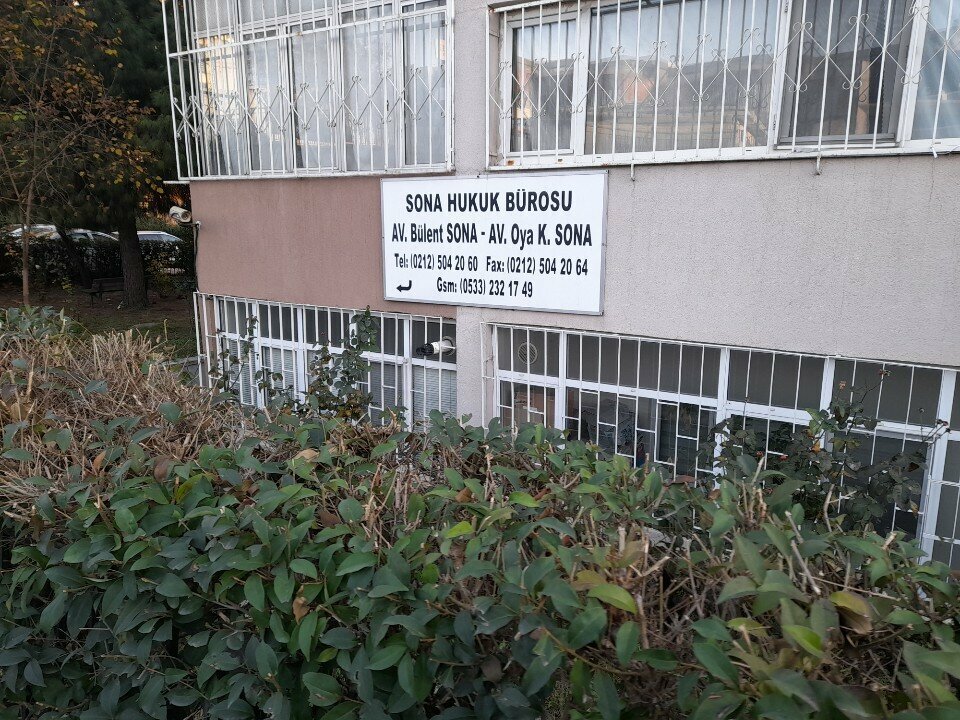 SONA HUKUK BÜROSU
AV. Bülent SONA - AV. Oya K. SONA
Tel: (0212) 504 20 60 Fax: (0212) 504 20 64
Gsm: (0533) 232 17 49